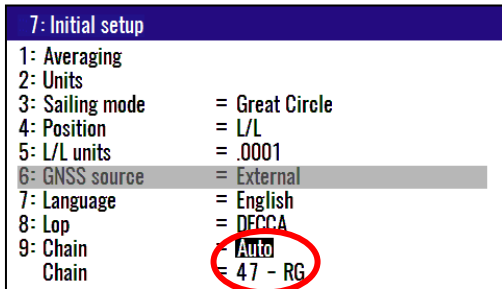 7: Initial setup
1: Averaging
2: Units
3: Sailing mode = Great Circle
4: Position = L/L
5: L/L units = .0001
6: GNSS source = External
7: Language = English
8: Lop = DECCA
9: Chain = Auto
Chain = 47 - RG